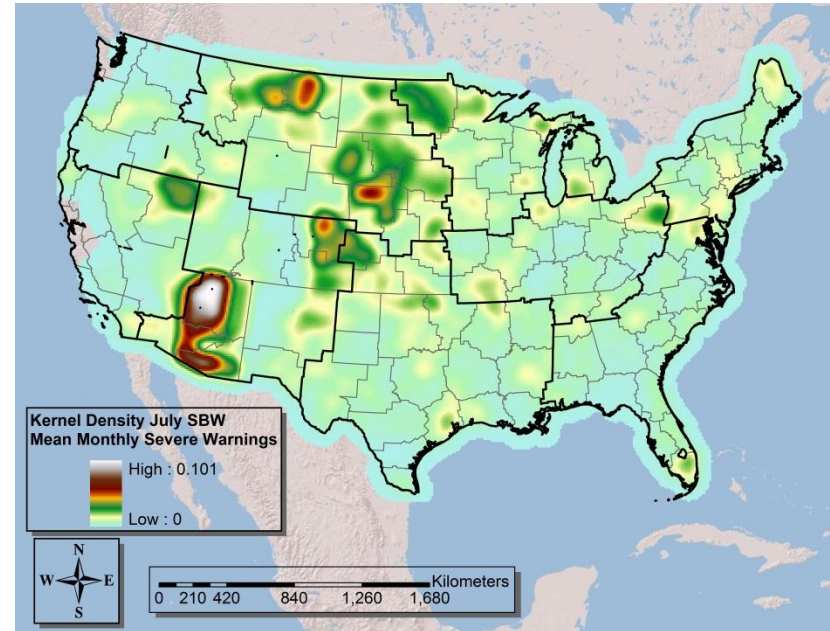 Kernel Density July SBW
Mean Monthly Severe Warnings
High : 0.101
Low : 0
N
W E
S
Kilometers
0 210 420 840 1,260 1,680